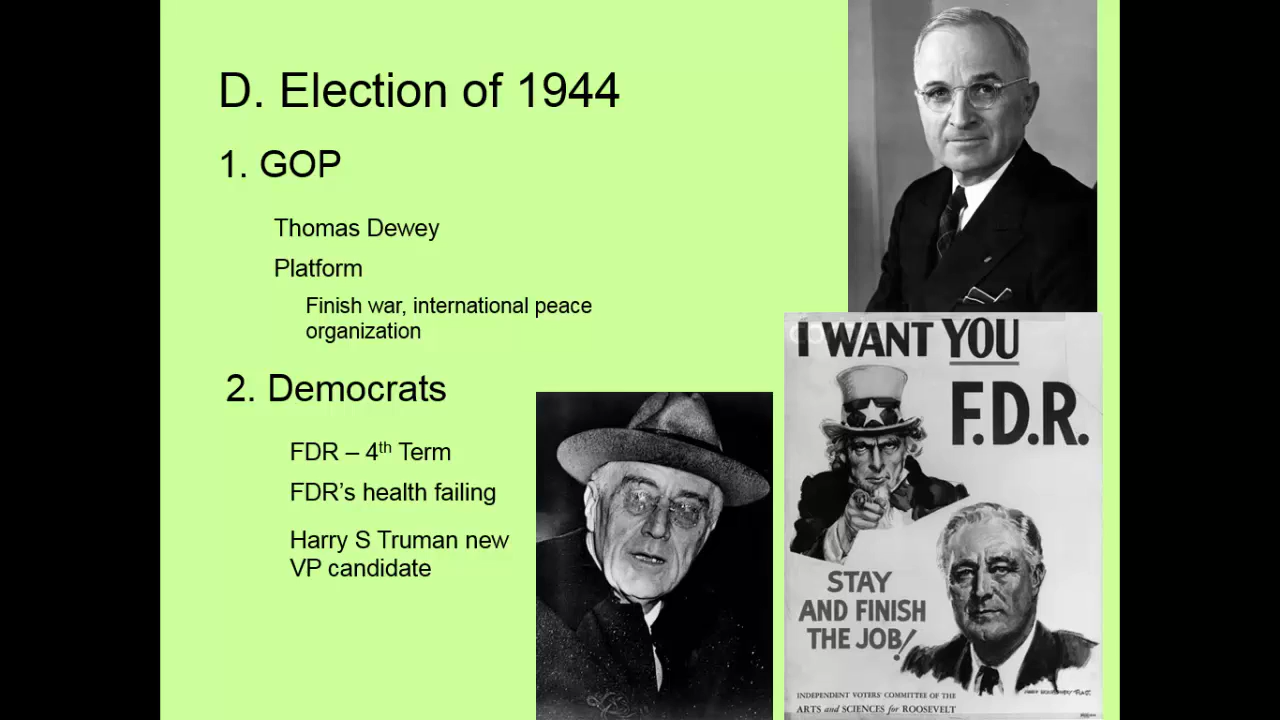 D. Election of 1944
1. GOP
Thomas Dewey
Platform
Finish war, international peace
organization
2. Democrats
FDR – 4th Term
FDR's health failing
Harry S Truman new
VP candidate
I WANT YOU
F.D.R.
STAY
AND FINISH
THE JOB!
INDEPENDENT VOTERS' COMMITTEE OF THE
ARTS and SCIENCES for ROOSEVELT